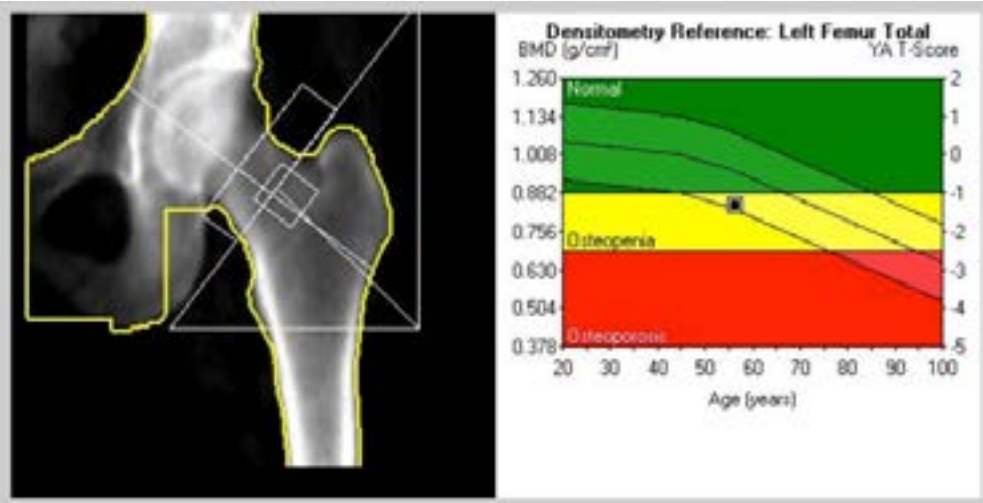 Densitometry Reference: Left Femur Total
BMD (g/cm²) YA T-Score
1.260 2
Normal
1.134 1
1.008 0
0.882 -1
0.756 -2
Osteopenia
0.630 -3
0.504 -4
Osteoporosis
0.378 -5
20 30 40 50 60 70 80 90 100
Age (years)